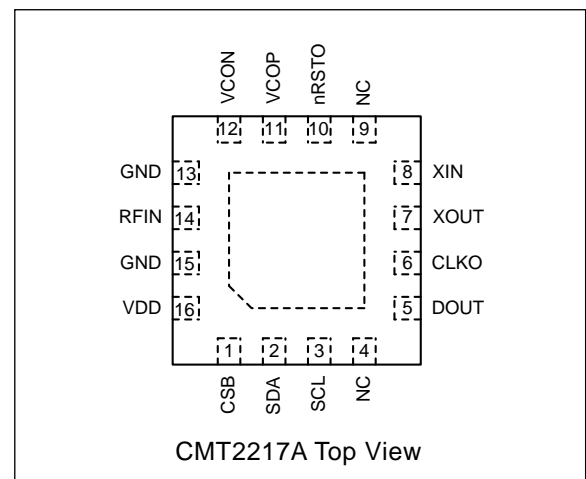 VCON
VCOP
nRSTO
NC
12
11
10
9
GND 13
8 XIN
RFIN 14
7 XOUT
GND 15
6 CLKO
VDD 16
5 DOUT
1
2
3
4
CSB
SDA
SCL
NC
CMT2217A Top View